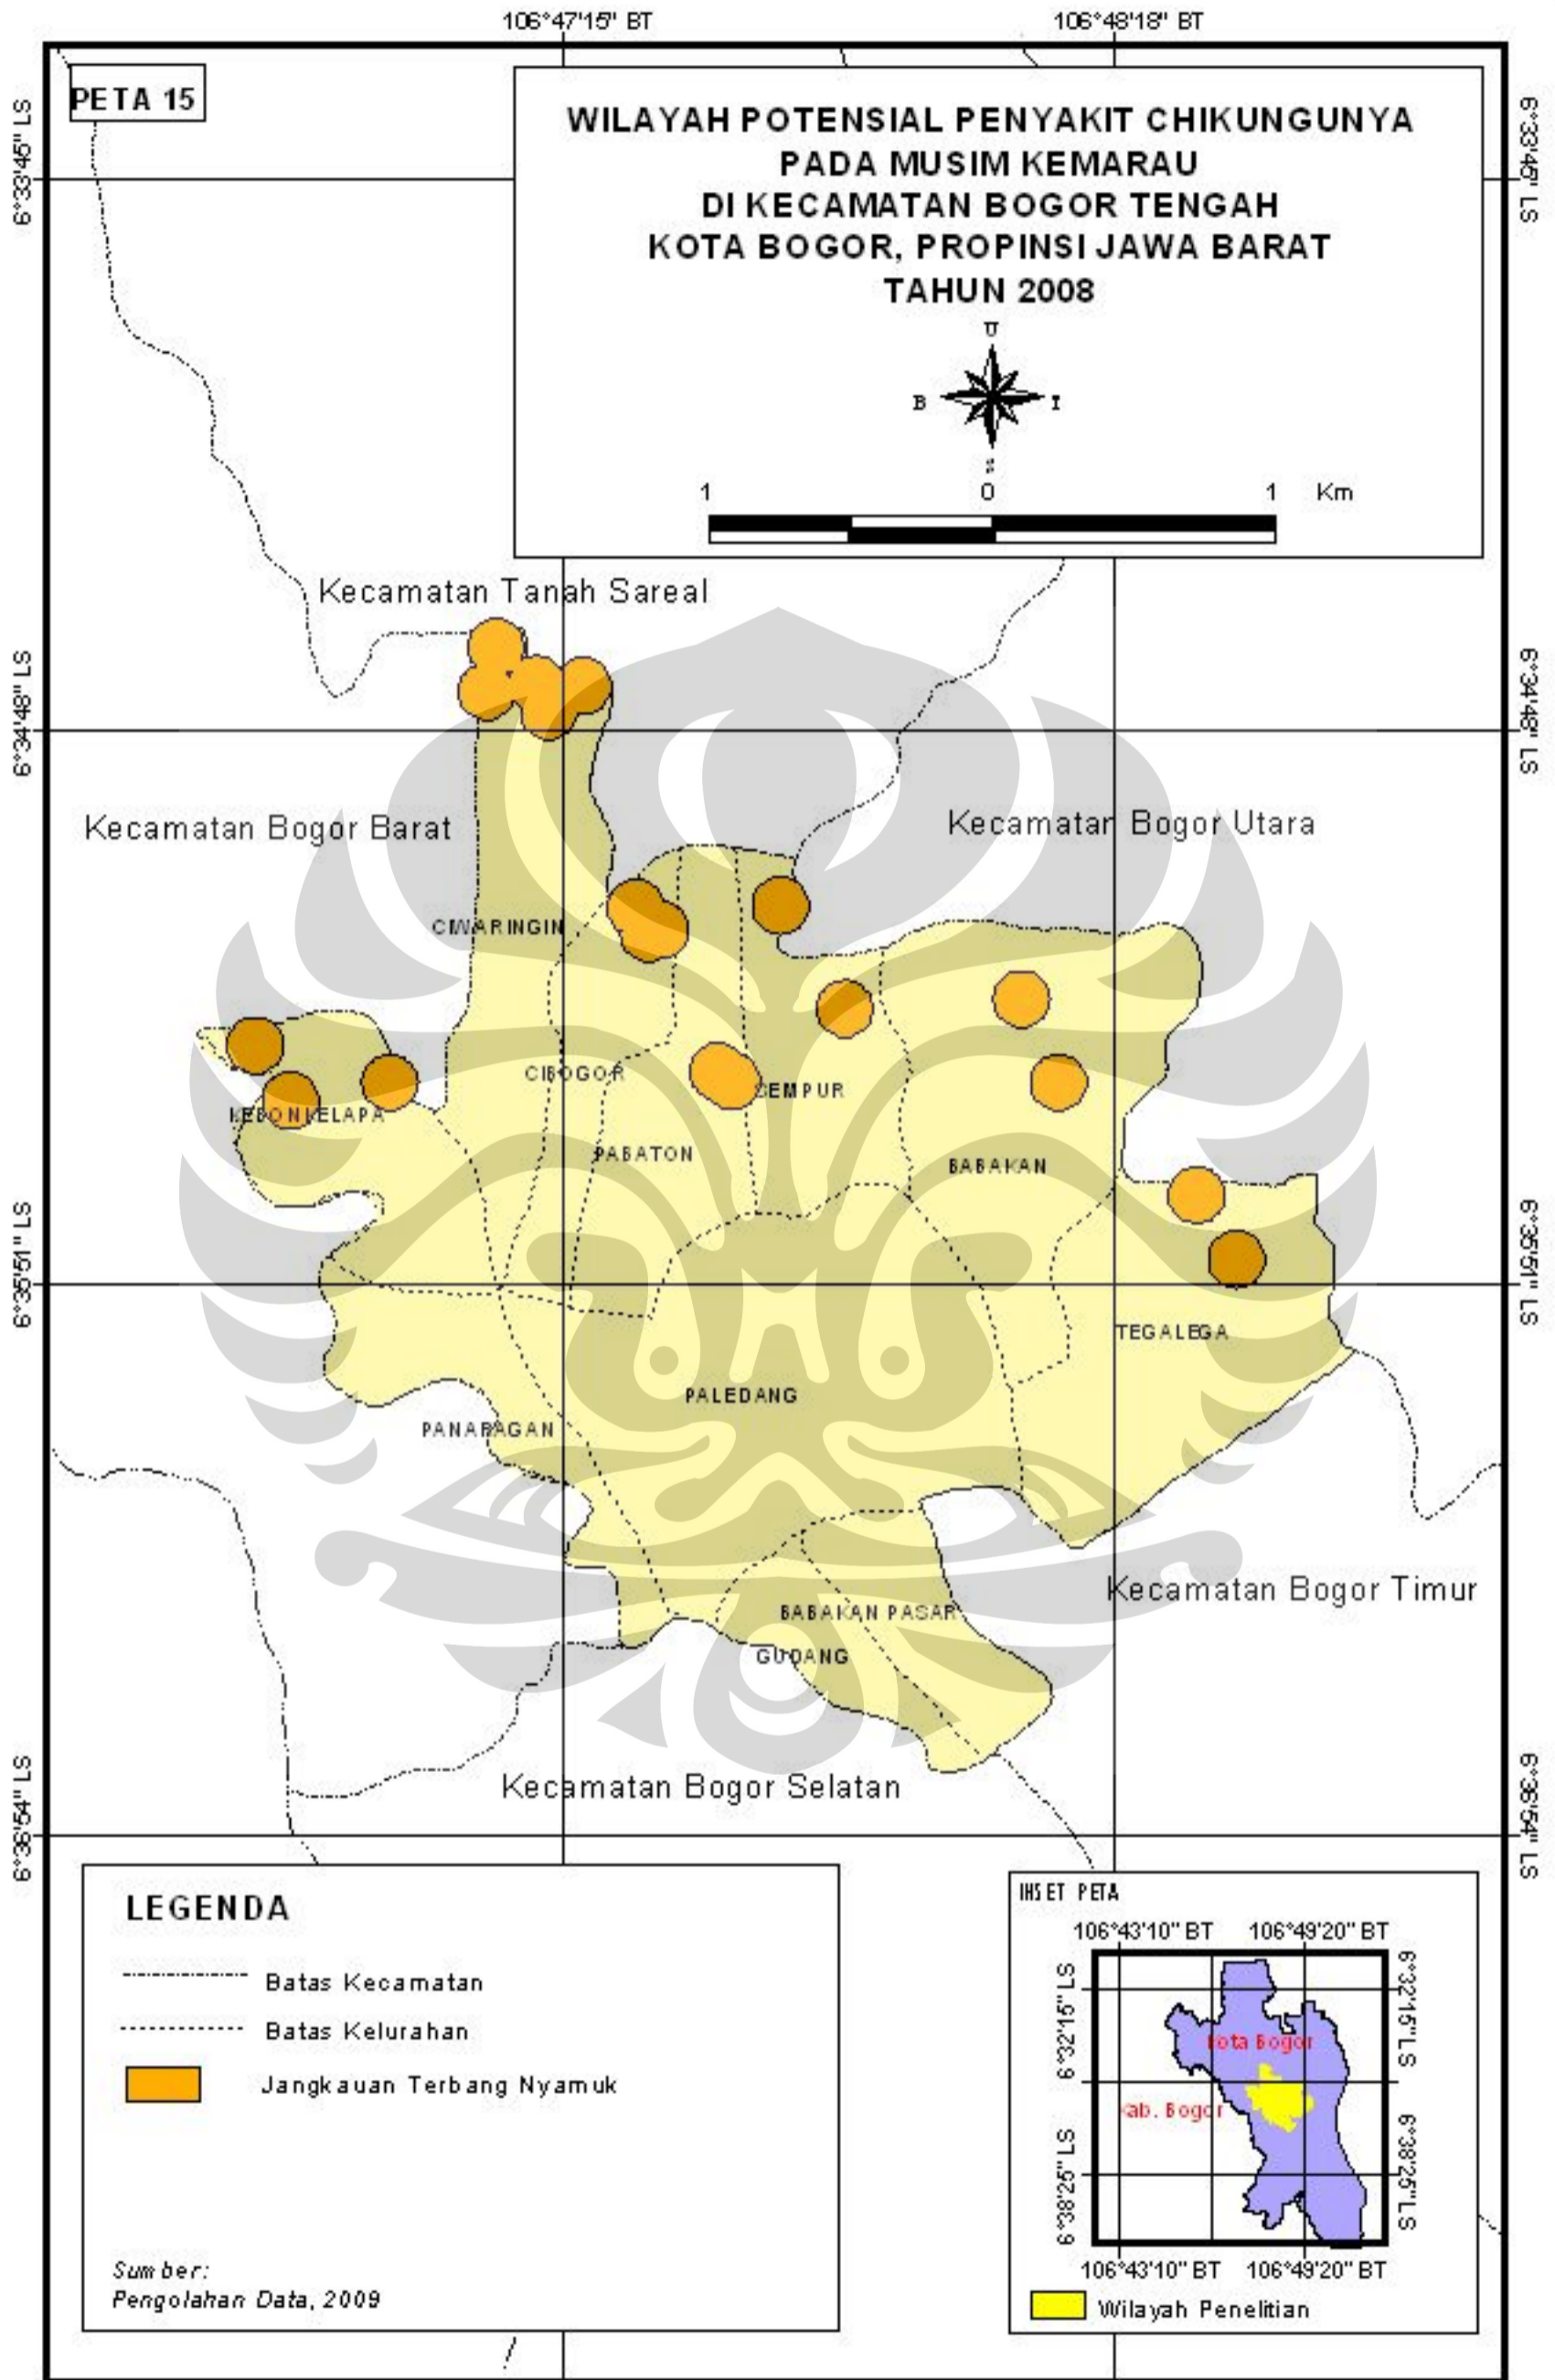 106°47'15" BT
106°48'18" BT
PETA 15
WILAYAH POTENSIAL PENYAKIT CHIKUNGUNYA
PADA MUSIM KEMARAU
DI KECAMATAN BOGOR TENGAH
KOTA BOGOR, PROPINSI JAWA BARAT
TAHUN 2008
U
B
T
S
1 0 1 Km
6°33'45" LS
6°33'45" LS
Kecamatan Tanah Sareal
6°34'48" LS
6°34'48" LS
Kecamatan Bogor Barat
Kecamatan Bogor Utara
CIWARINGIN
CIBOGOR
SEMPUR
KEBON KELAPA
PABATON
BABAKAN
6°35'51" LS
6°35'51" LS
TEGALEGA
PALEDANG
PANARAGAN
Kecamatan Bogor Timur
BABAKAN PASAR
GUDANG
Kecamatan Bogor Selatan
6°36'54" LS
6°36'54" LS
LEGENDA
Batas Kecamatan
Batas Kelurahan
Jangkauan Terbang Nyamuk
Sumber:
Pengolahan Data, 2009
INSET PETA
106°43'10" BT 106°49'20" BT
6°32'15" LS
6°32'15" LS
Kota Bogor
Kab. Bogor
6°38'25" LS
6°38'25" LS
106°43'10" BT 106°49'20" BT
Wilayah Penelitian